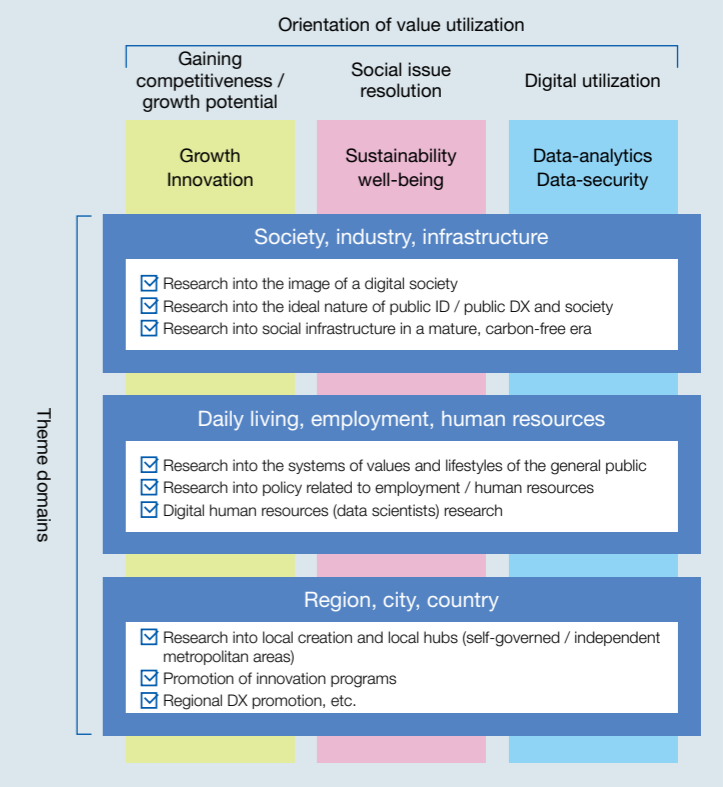 Orientation of value utilization
Gaining
competitiveness /
growth potential
Social issue
resolution
Digital utilization
Growth
Innovation
Sustainability
well-being
Data-analytics
Data-security
Theme domains
Society, industry, infrastructure
Research into the image of a digital society
Research into the ideal nature of public ID / public DX and society
Research into social infrastructure in a mature, carbon-free era
Daily living, employment, human resources
Research into the systems of values and lifestyles of the general public
Research into policy related to employment / human resources
Digital human resources (data scientists) research
Region, city, country
Research into local creation and local hubs (self-governed / independent
metropolitan areas)
Promotion of innovation programs
Regional DX promotion, etc.